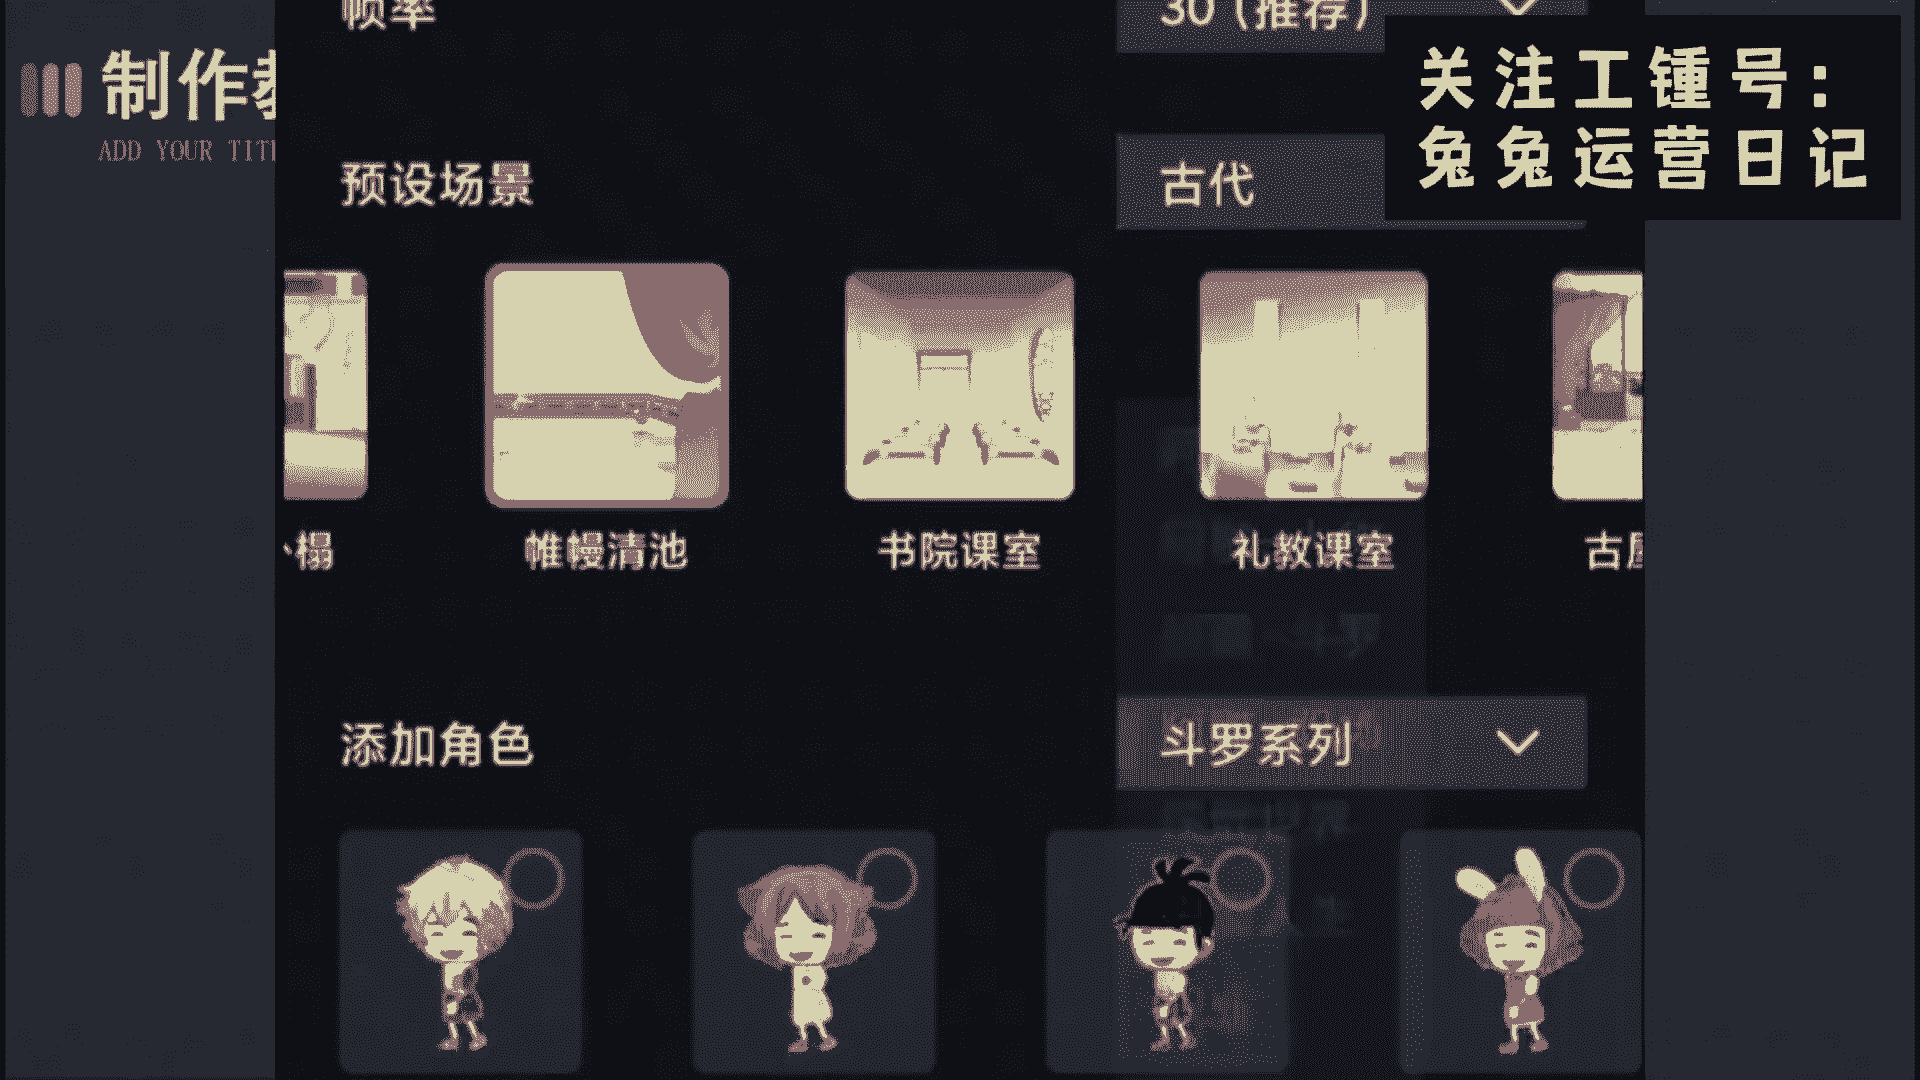 帧率
30（推荐）
制作教
ADD YOUR TITL
关注工锺号：
兔兔运营日记
预设场景
古代
榻
帷幔清池
书院课室
礼教课室
古屋
添加角色
斗罗系列